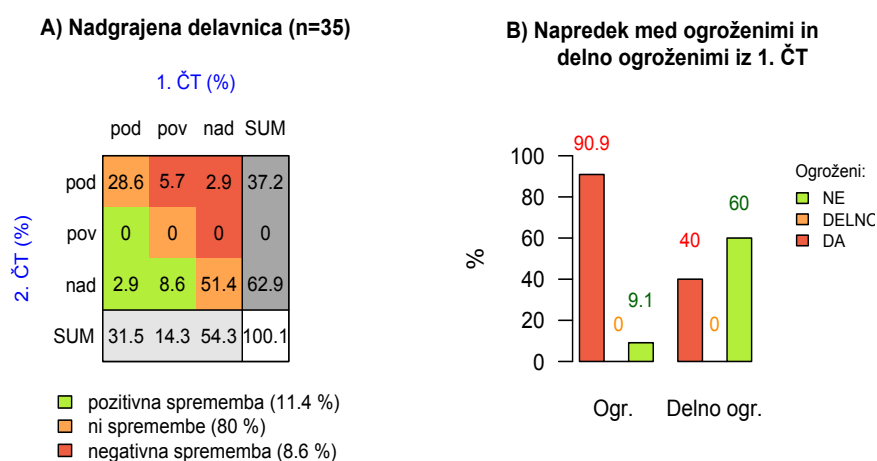 A) Nadgrajena delavnica (n=35)
1. ČT (%)
pod pov nad SUM
2. ČT (%)
pod 28.6 5.7 2.9 37.2
pov 0 0 0 0
nad 2.9 8.6 51.4 62.9
SUM 31.5 14.3 54.3 100.1
pozitivna sprememba (11.4 %)
ni spremembe (80 %)
negativna sprememba (8.6 %)
B) Napredek med ogroženimi in
delno ogroženimi iz 1. ČT
%
100
80
60
40
20
0
90.9
0
9.1
40
0
60
Ogr. Delno ogr.
Ogroženi:
NE
DELNO
DA